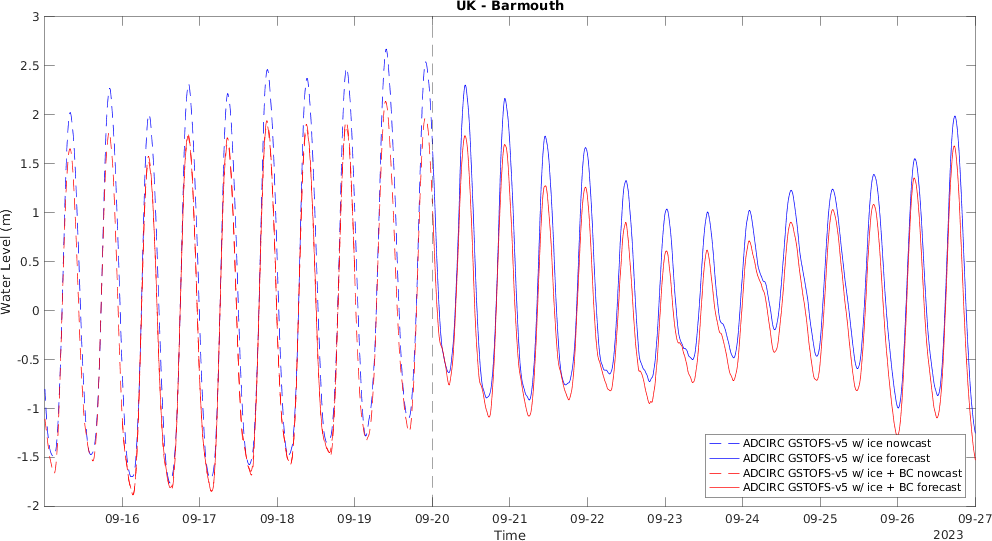 UK - Barmouth
3
2.5
2
1.5
1
0.5
0
-0.5
-1
-1.5
-2
Water Level (m)
ADCIRC GSTOFS-v5 w/ ice nowcast
ADCIRC GSTOFS-v5 w/ ice forecast
ADCIRC GSTOFS-v5 w/ ice + BC nowcast
ADCIRC GSTOFS-v5 w/ ice + BC forecast
09-16 09-17 09-18 09-19 09-20 09-21 09-22 09-23 09-24 09-25 09-26 09-27
Time
2023